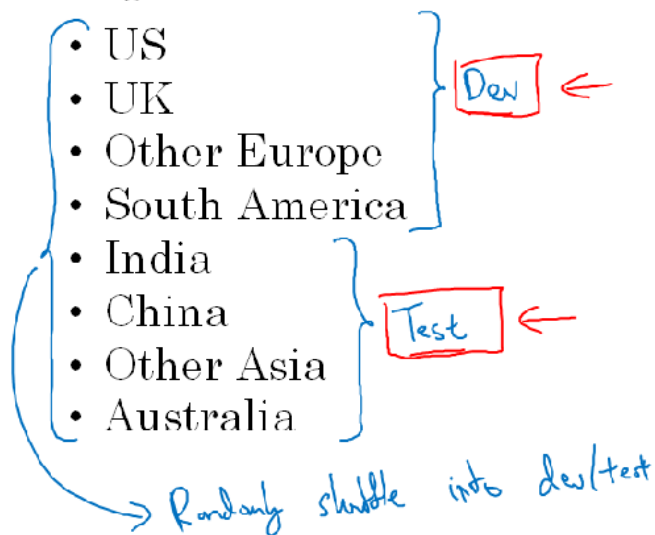 • US
• UK
• Other Europe
• South America
• India
• China
• Other Asia
• Australia
Dev
Test
Randomly shuffle into dev/test